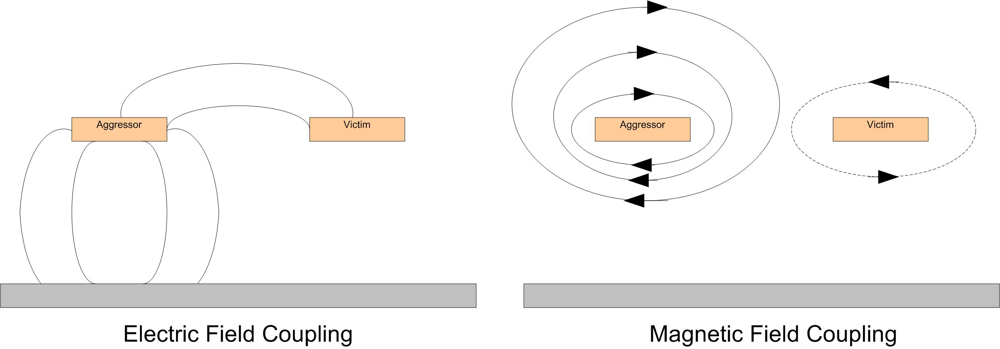 Aggressor
Victim
Aggressor
Victim
Electric Field Coupling
Magnetic Field Coupling